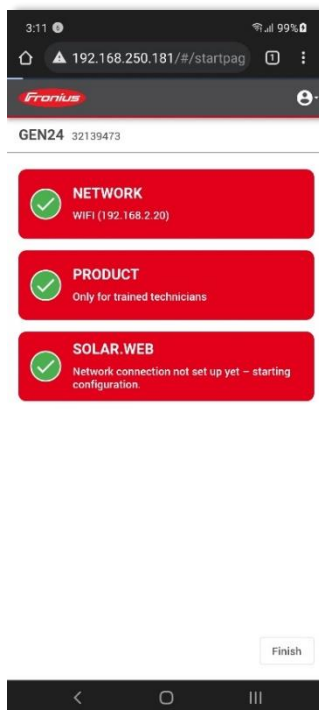 3:11
99%
192.168.250.181/#/startpag
1
Fronius
GEN24 32139473
NETWORK
WIFI (192.168.2.20)
PRODUCT
Only for trained technicians
SOLAR.WEB
Network connection not set up yet – starting
configuration.
Finish